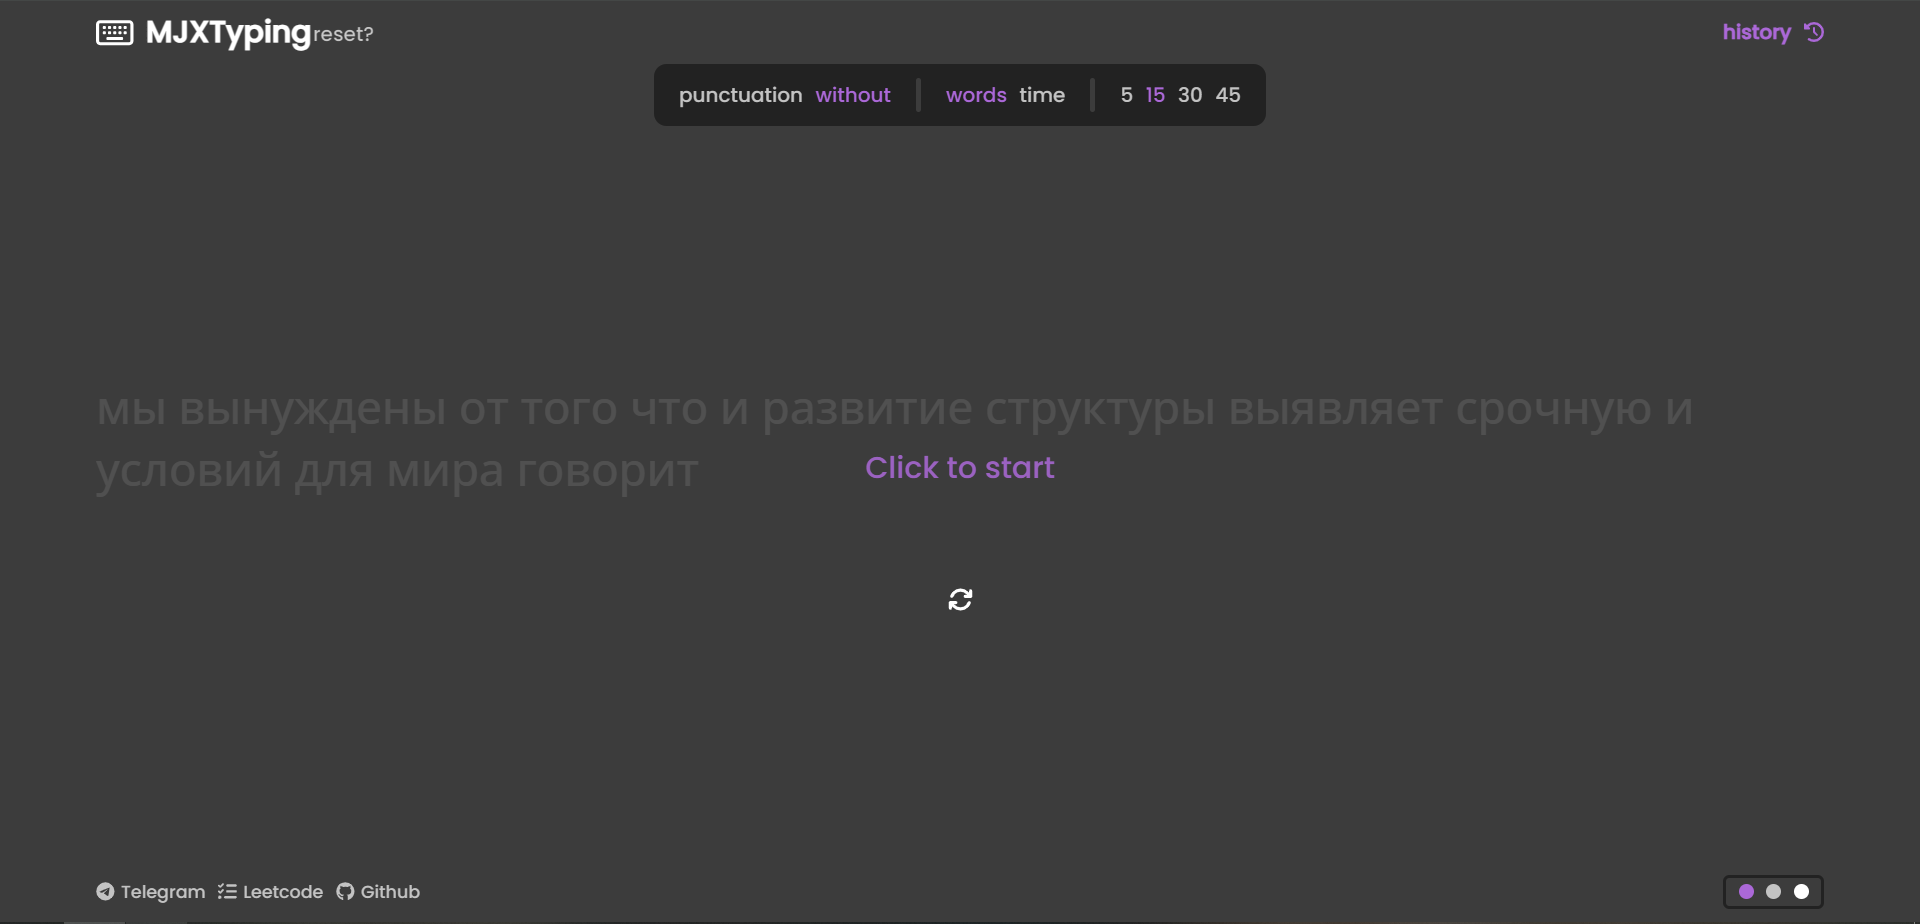 MJXTyping reset? history
punctuation without words time 5 15 30 45
мы вынуждены от того что и развитие структуры выявляет срочную и
условий для мира говорит
Click to start
Telegram Leetcode Github